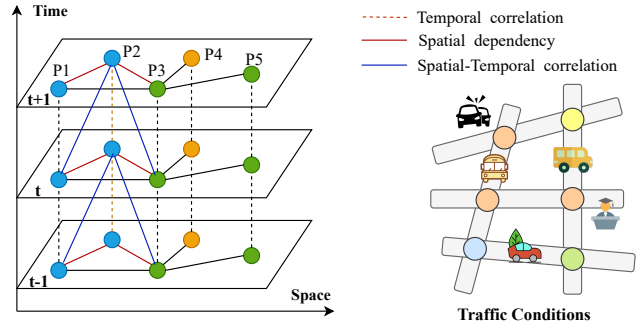 Time
P1
P2
P3
P4
P5
t+1
t
t-1
Space
Temporal correlation
Spatial dependency
Spatial-Temporal correlation
Traffic Conditions